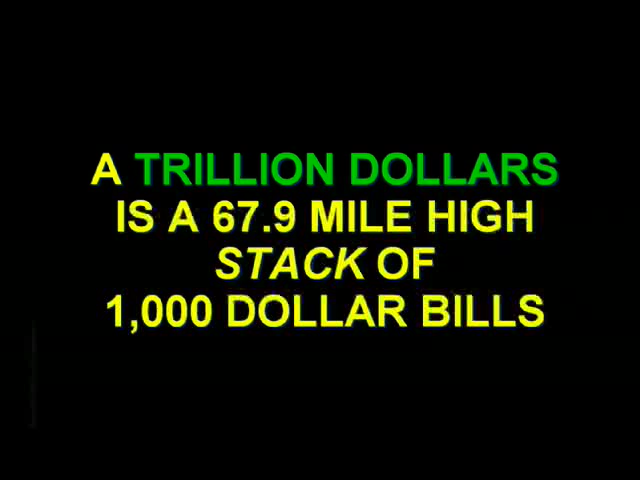 A TRILLION DOLLARS
IS A 67.9 MILE HIGH
STACK OF
1,000 DOLLAR BILLS